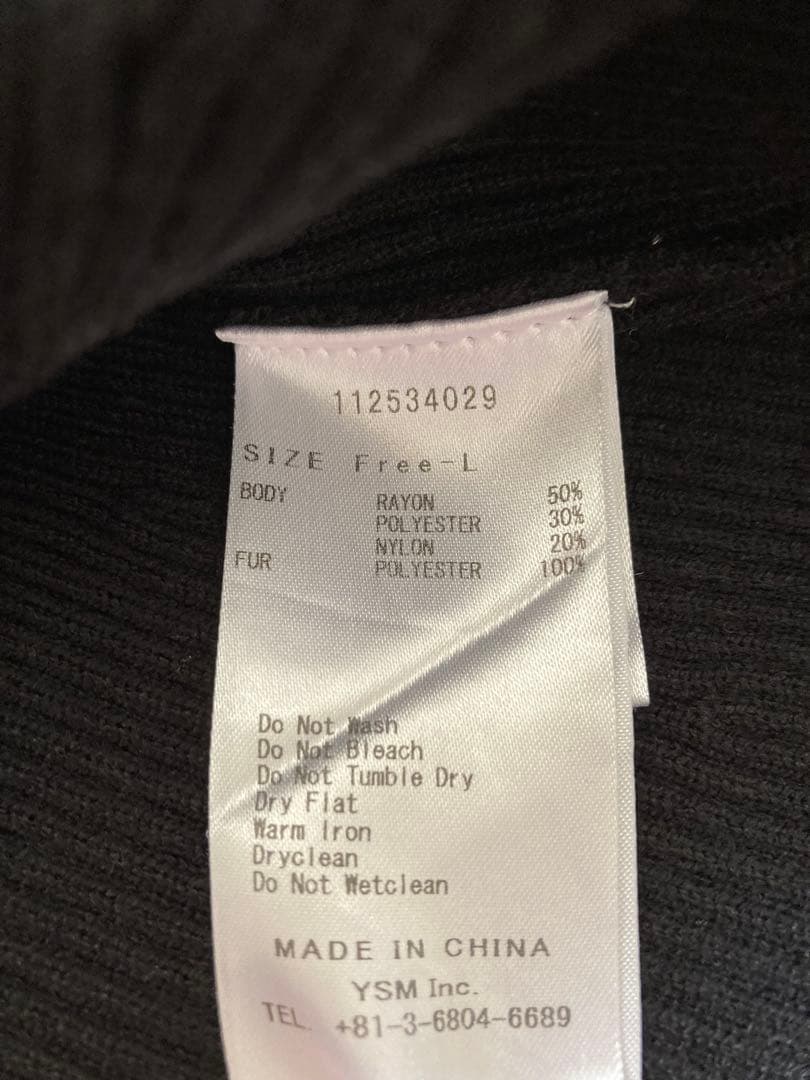 112534029
SIZE Free-L
BODY RAYON 50%
POLYESTER 30%
NYLON 20%
FUR POLYESTER 100%
Do Not Wash
Do Not Bleach
Do Not Tumble Dry
Dry Flat
Warm Iron
Dryclean
Do Not Wetclean
MADE IN CHINA
YSM Inc.
TEL. +81-3-6804-6689